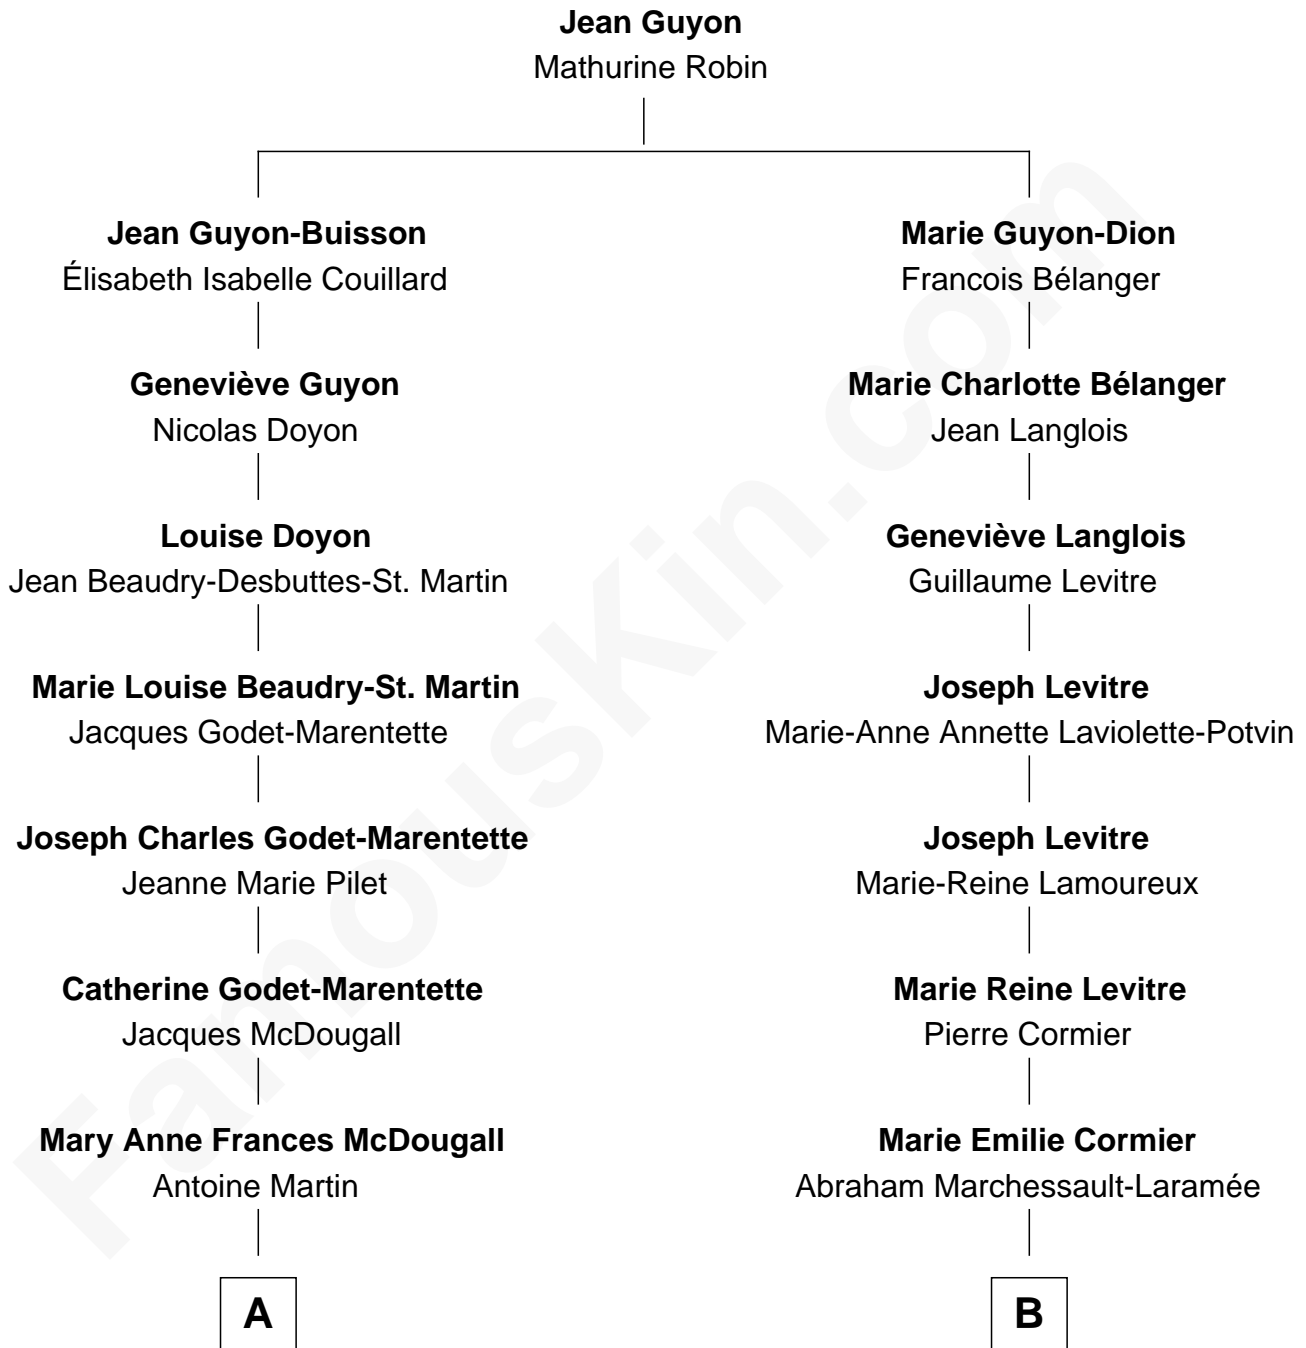 Jean Guyon
Mathurine Robin
Jean Guyon-Buisson
Élisabeth Isabelle Couillard
Geneviève Guyon
Nicolas Doyon
Louise Doyon
Jean Beaudry-Desbuttes-St. Martin
Marie Louise Beaudry-St. Martin
Jacques Godet-Marentette
Joseph Charles Godet-Marentette
Jeanne Marie Pilet
Catherine Godet-Marentette
Jacques McDougall
Mary Anne Frances McDougall
Antoine Martin
A
Marie Guyon-Dion
Francois Bélanger
Marie Charlotte Bélanger
Jean Langlois
Geneviève Langlois
Guillaume Levitre
Joseph Levitre
Marie-Anne Annette Laviolette-Potvin
Joseph Levitre
Marie-Reine Lamoureux
Marie Reine Levitre
Pierre Cormier
Marie Emilie Cormier
Abraham Marchessault-Laramée
B
FamousKin.com